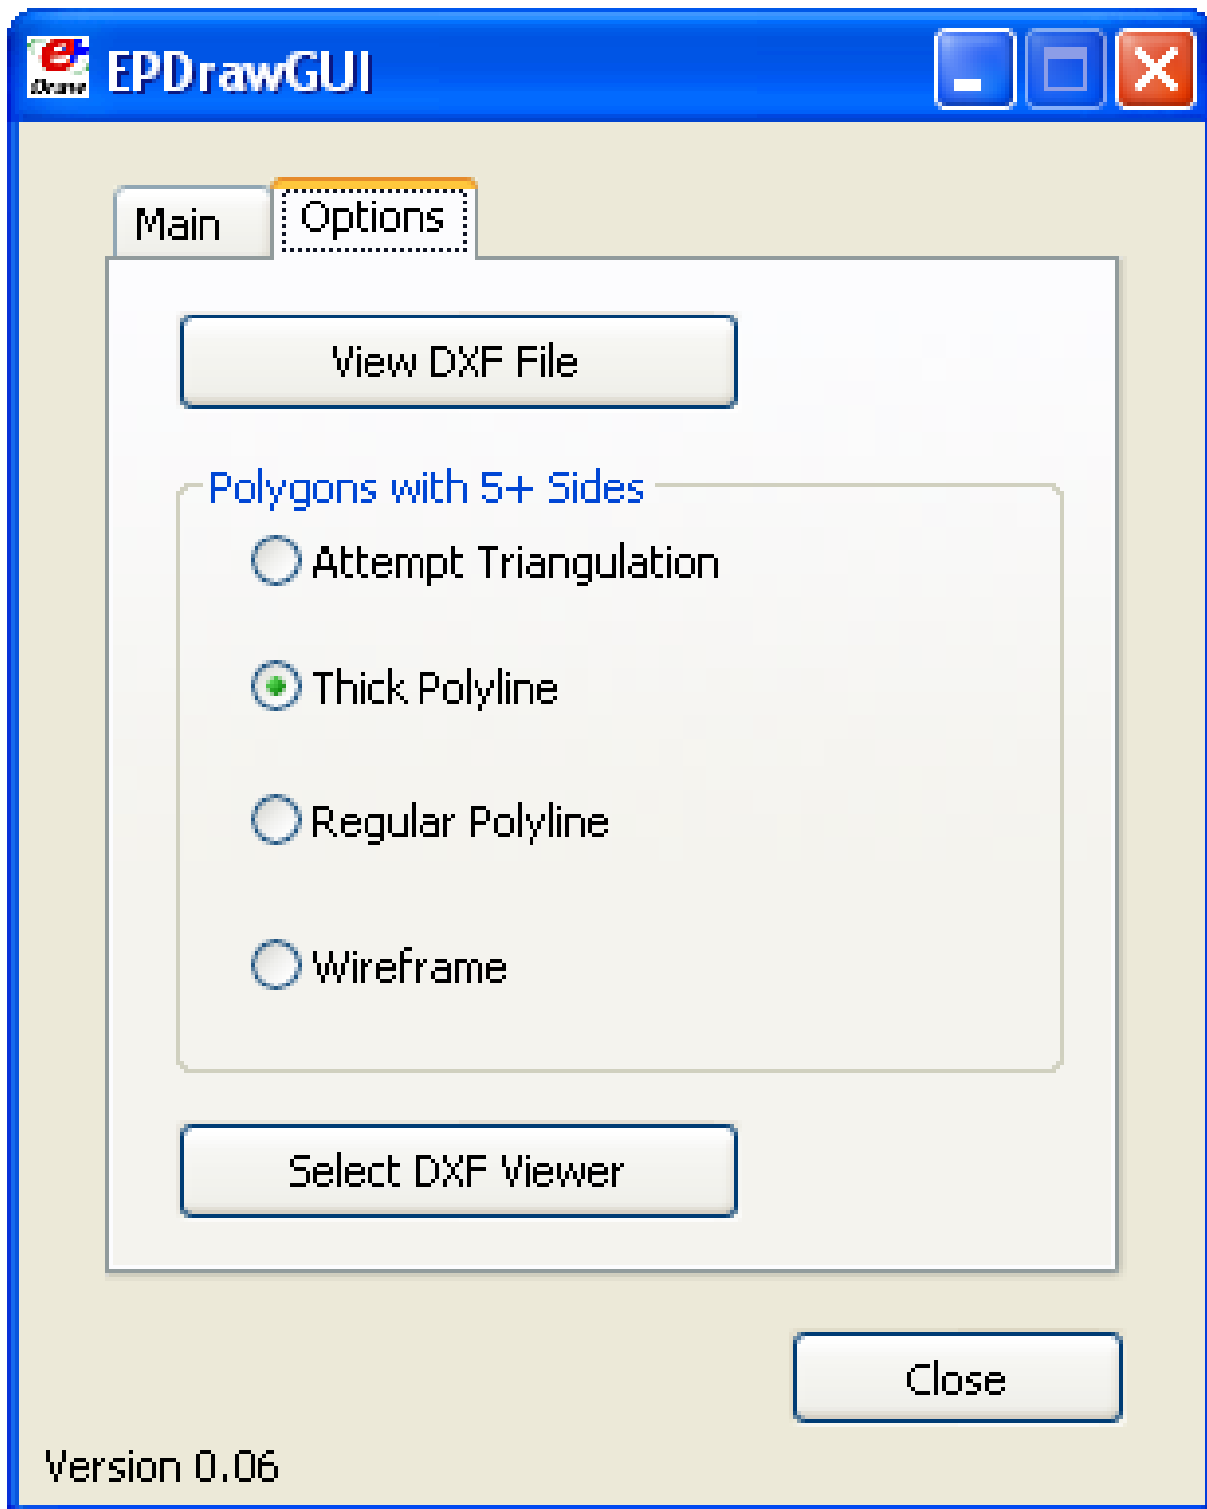 EPDrawGUI
Main
Options
View DXF File
Polygons with 5+ Sides
Attempt Triangulation
Thick Polyline
Regular Polyline
Wireframe
Select DXF Viewer
Close
Version 0.06